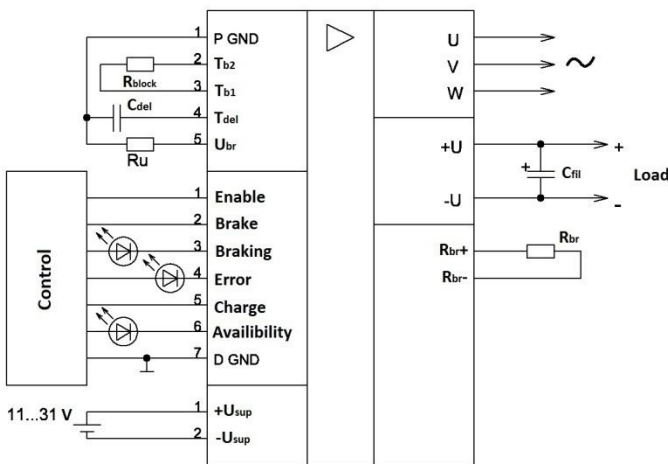 1 P GND
2 Tb2
Rblock
3 Tb1
Cdel
4 Tdel
5 Ubr
Ru
U
V
W
+U
+
Cfil
+
Load
-U
-
Control
1 Enable
2 Brake
3 Braking
4 Error
5 Charge
6 Availibility
7 D GND
Rbr+
Rbr
Rbr-
11...31 V
1 +Usup
2 -Usup